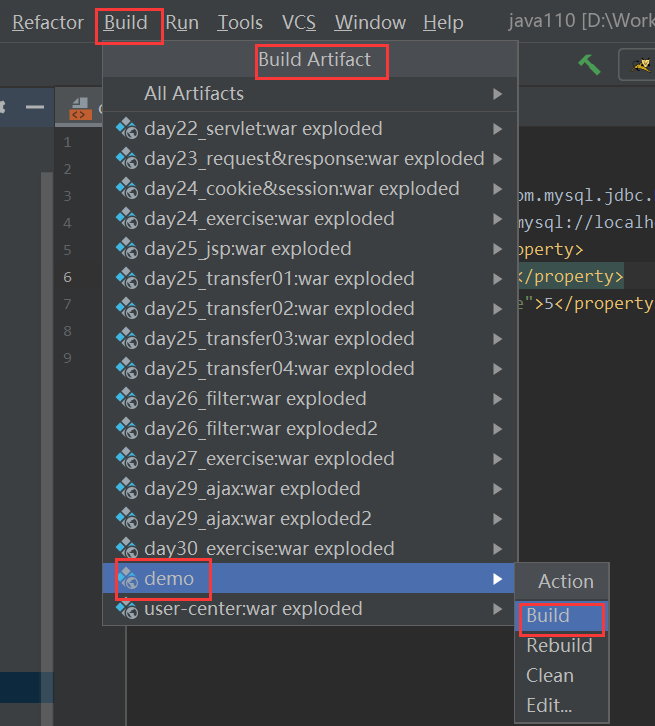 Refactor Build Run Tools VCS Window Help java110 [D:\Work
Build Artifact
All Artifacts
1 day22_servlet:war exploded
2 day23_request&response:war exploded
3 day24_cookie&session:war exploded om.mysql.jdbc.
4 day24_exercise:war exploded mysql://localh
5 day25_jsp:war exploded operty>
6 day25_transfer01:war exploded </property>
7 day25_transfer02:war exploded e">5</property
8 day25_transfer03:war exploded
9 day25_transfer04:war exploded
day26_filter:war exploded
day26_filter:war exploded2
day27_exercise:war exploded
day29_ajax:war exploded
day29_ajax:war exploded2
day30_exercise:war exploded
demo Action
user-center:war exploded Build
Rebuild
Clean
Edit...